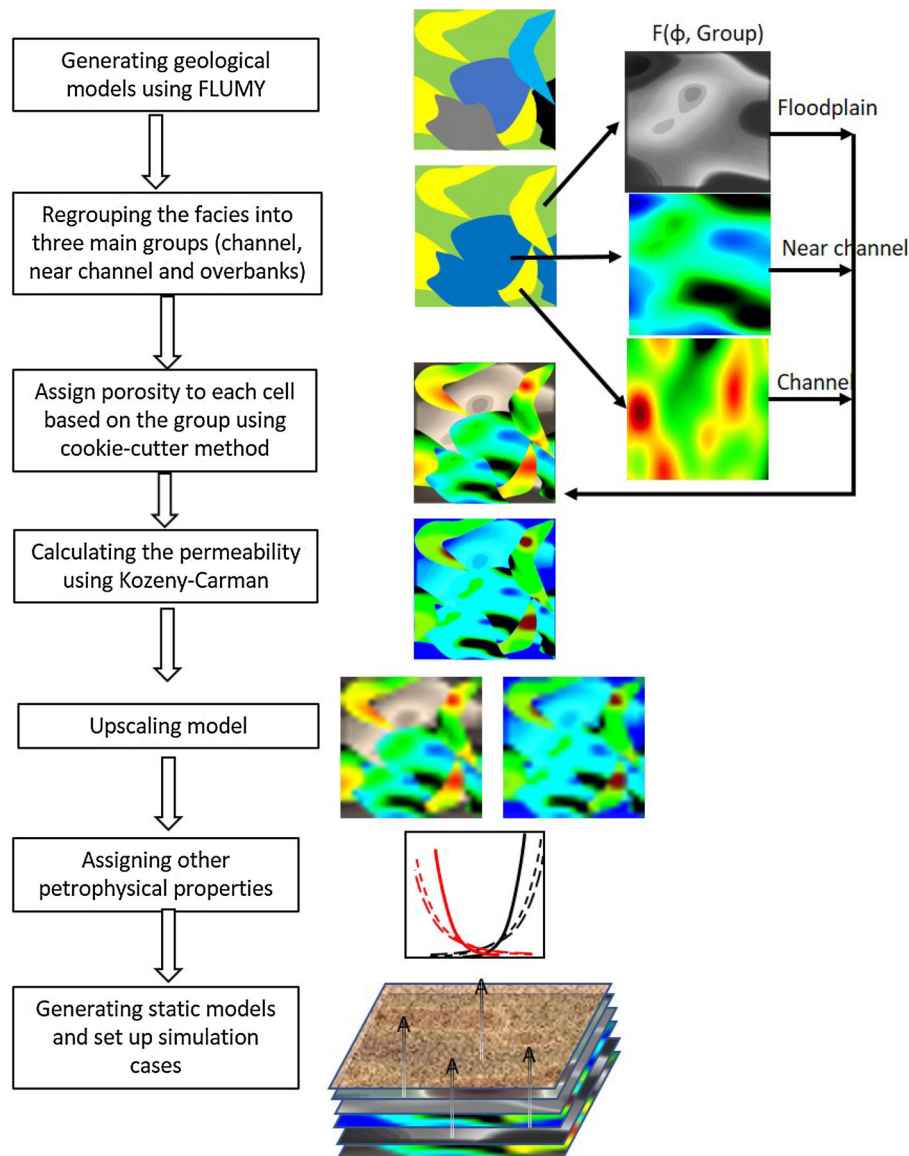 Generating geological
models using FLUMY
Regrouping the facies into
three main groups (channel,
near channel and overbanks)
Assign porosity to each cell
based on the group using
cookie-cutter method
Calculating the permeability
using Kozeny-Carman
Upscaling model
Assigning other
petrophysical properties
Generating static models
and set up simulation
cases
F(ϕ, Group)
Floodplain
Near channel
Channel